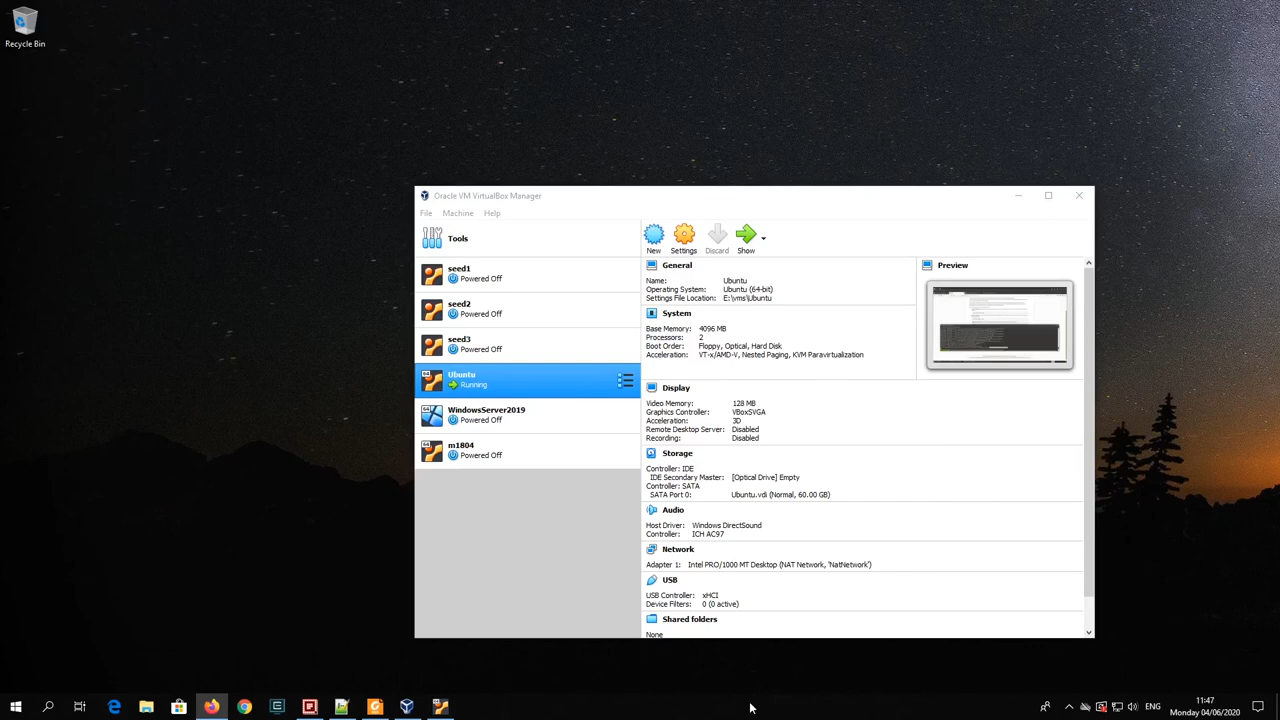 Recycle Bin
Oracle VM VirtualBox Manager
File Machine Help
Tools
New Settings Discard Show
seed1
Powered Off
seed2
Powered Off
seed3
Powered Off
64 Ubuntu
Running
64 WindowsServer2019
Powered Off
64 m1804
Powered Off
General
Name: Ubuntu
Operating System: Ubuntu (64-bit)
Settings File Location: E:\vms\Ubuntu
System
Base Memory: 4096 MB
Processors: 2
Boot Order: Floppy, Optical, Hard Disk
Acceleration: VT-x/AMD-V, Nested Paging, KVM Paravirtualization
Preview
Display
Video Memory: 128 MB
Graphics Controller: VBoxSVGA
Acceleration: 3D
Remote Desktop Server: Disabled
Recording: Disabled
Storage
Controller: IDE
IDE Secondary Master: [Optical Drive] Empty
Controller: SATA
SATA Port 0: Ubuntu.vdi (Normal, 60.00 GB)
Audio
Host Driver: Windows DirectSound
Controller: ICH AC97
Network
Adapter 1: Intel PRO/1000 MT Desktop (NAT Network, 'NatNetwork')
USB
USB Controller: xHCI
Device Filters: 0 (0 active)
Shared folders
None
ENG
11:47
Monday 04/06/2020